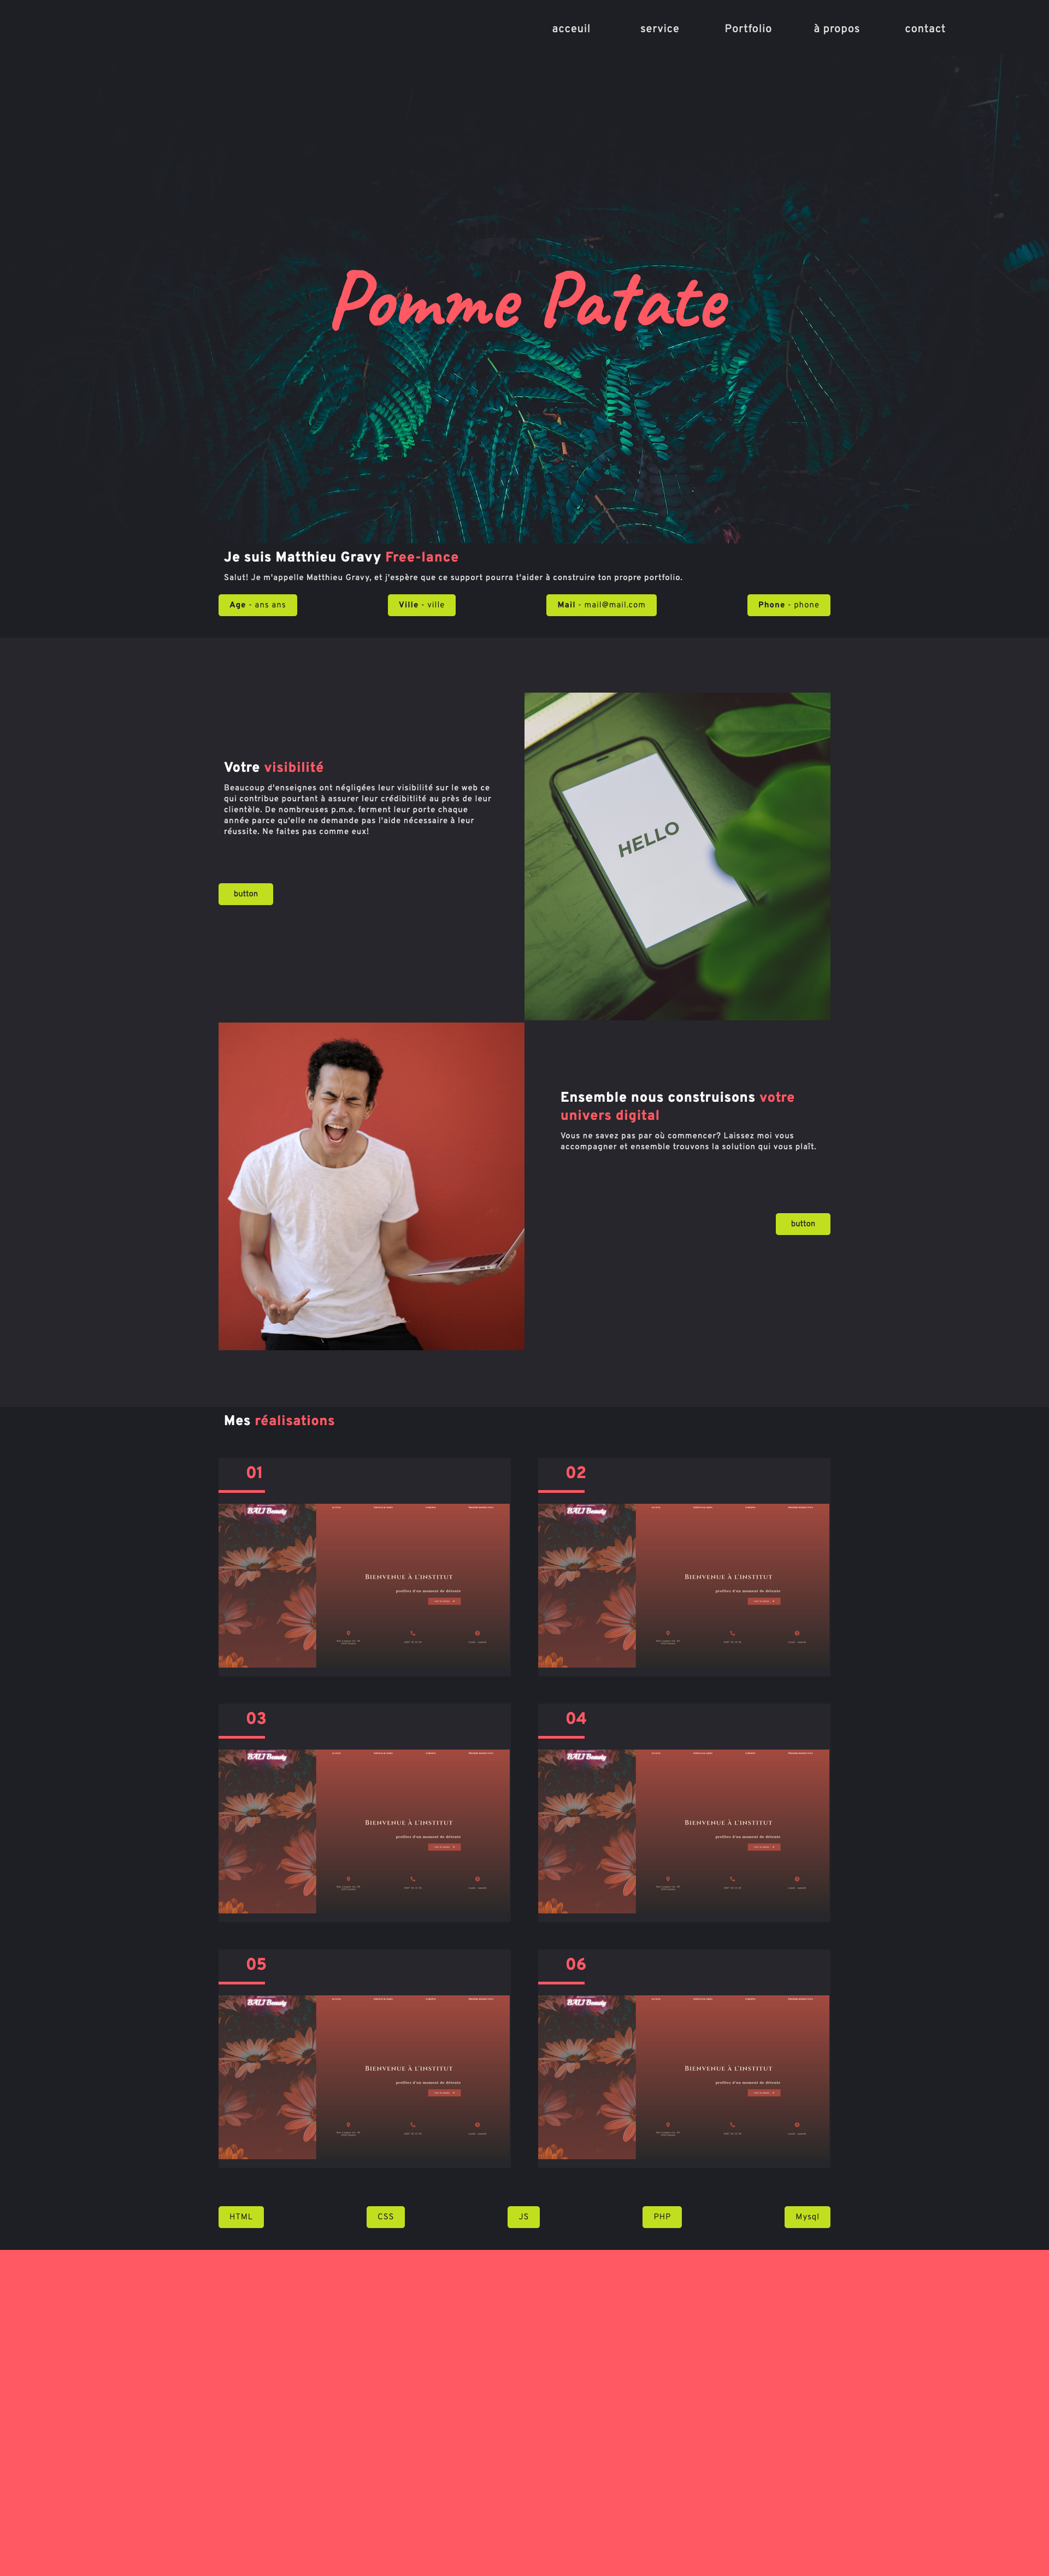 acceuil service Portfolio à propos contact
Pomme Patate
Je suis Matthieu Gravy Free-lance
Salut! Je m'appelle Matthieu Gravy, et j'espère que ce support pourra t'aider à construire ton propre portfolio.
Age - ans ans Ville - ville Mail - mail@mail.com Phone - phone
Votre visibilité
Beaucoup d'enseignes ont négligées leur visibilité sur le web ce
qui contribue pourtant à assurer leur crédibitlité au près de leur
clientèle. De nombreuses p.m.e. ferment leur porte chaque
année parce qu'elle ne demande pas l'aide nécessaire à leur
réussite. Ne faites pas comme eux!
button
HELLO
Ensemble nous construisons votre
univers digital
Vous ne savez pas par où commencer? Laissez moi vous
accompagner et ensemble trouvons la solution qui vous plaît.
button
Mes réalisations
01
BALI Beauty
Bienvenue à l'institut
profitez d'un moment de détente
02
BALI Beauty
Bienvenue à l'institut
profitez d'un moment de détente
03
BALI Beauty
Bienvenue à l'institut
profitez d'un moment de détente
04
BALI Beauty
Bienvenue à l'institut
profitez d'un moment de détente
05
BALI Beauty
Bienvenue à l'institut
profitez d'un moment de détente
06
BALI Beauty
Bienvenue à l'institut
profitez d'un moment de détente
HTML CSS JS PHP Mysql